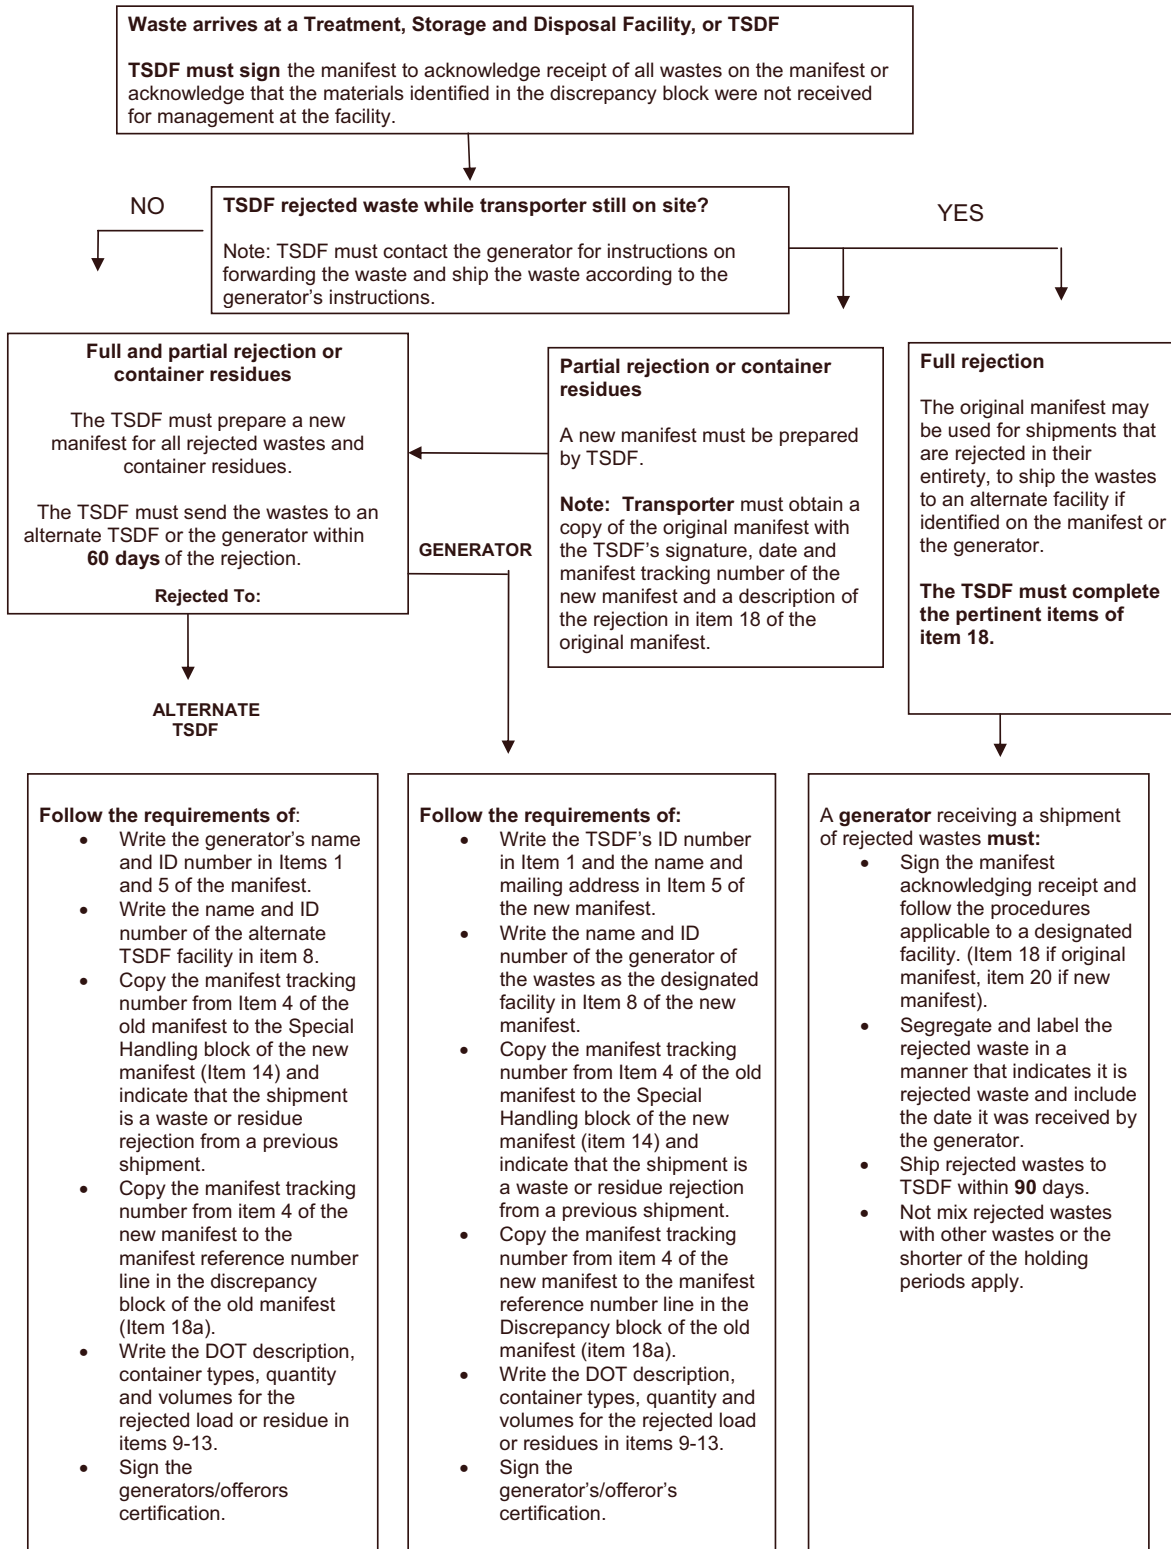 Waste arrives at a Treatment, Storage and Disposal Facility, or TSDF
TSDF must sign the manifest to acknowledge receipt of all wastes on the manifest or
acknowledge that the materials identified in the discrepancy block were not received
for management at the facility.
NO
TSDF rejected waste while transporter still on site?
Note: TSDF must contact the generator for instructions on
forwarding the waste and ship the waste according to the
generator's instructions.
YES
Full and partial rejection or
container residues
The TSDF must prepare a new
manifest for all rejected wastes and
container residues.
The TSDF must send the wastes to an
alternate TSDF or the generator within
60 days of the rejection.
Rejected To:
GENERATOR
ALTERNATE
TSDF
Partial rejection or container
residues
A new manifest must be prepared
by TSDF.
Note: Transporter must obtain a
copy of the original manifest with
the TSDF's signature, date and
manifest tracking number of the
new manifest and a description of
the rejection in item 18 of the
original manifest.
Full rejection
The original manifest may
be used for shipments that
are rejected in their
entirety, to ship the wastes
to an alternate facility if
identified on the manifest or
the generator.
The TSDF must complete
the pertinent items of
item 18.
Follow the requirements of:
• Write the generator's name
and ID number in Items 1
and 5 of the manifest.
• Write the name and ID
number of the alternate
TSDF facility in item 8.
• Copy the manifest tracking
number from Item 4 of the
old manifest to the Special
Handling block of the new
manifest (Item 14) and
indicate that the shipment
is a waste or residue
rejection from a previous
shipment.
• Copy the manifest tracking
number from item 4 of the
new manifest to the
manifest reference number
line in the discrepancy
block of the old manifest
(Item 18a).
• Write the DOT description,
container types, quantity
and volumes for the
rejected load or residue in
items 9-13.
• Sign the
generators/offerors
certification.
Follow the requirements of:
• Write the TSDF's ID number
in Item 1 and the name and
mailing address in Item 5 of
the new manifest.
• Write the name and ID
number of the generator of
the wastes as the designated
facility in Item 8 of the new
manifest.
• Copy the manifest tracking
number from Item 4 of the old
manifest to the Special
Handling block of the new
manifest (item 14) and
indicate that the shipment is
a waste or residue rejection
from a previous shipment.
• Copy the manifest tracking
number from item 4 of the
new manifest to the manifest
reference number line in the
Discrepancy block of the old
manifest (item 18a).
• Write the DOT description,
container types, quantity and
volumes for the rejected load
or residues in items 9-13.
• Sign the
generator's/offeror's
certification.
A generator receiving a shipment
of rejected wastes must:
• Sign the manifest
acknowledging receipt and
follow the procedures
applicable to a designated
facility. (Item 18 if original
manifest, item 20 if new
manifest).
• Segregate and label the
rejected waste in a
manner that indicates it is
rejected waste and include
the date it was received by
the generator.
• Ship rejected wastes to
TSDF within 90 days.
• Not mix rejected wastes
with other wastes or the
shorter of the holding
periods apply.